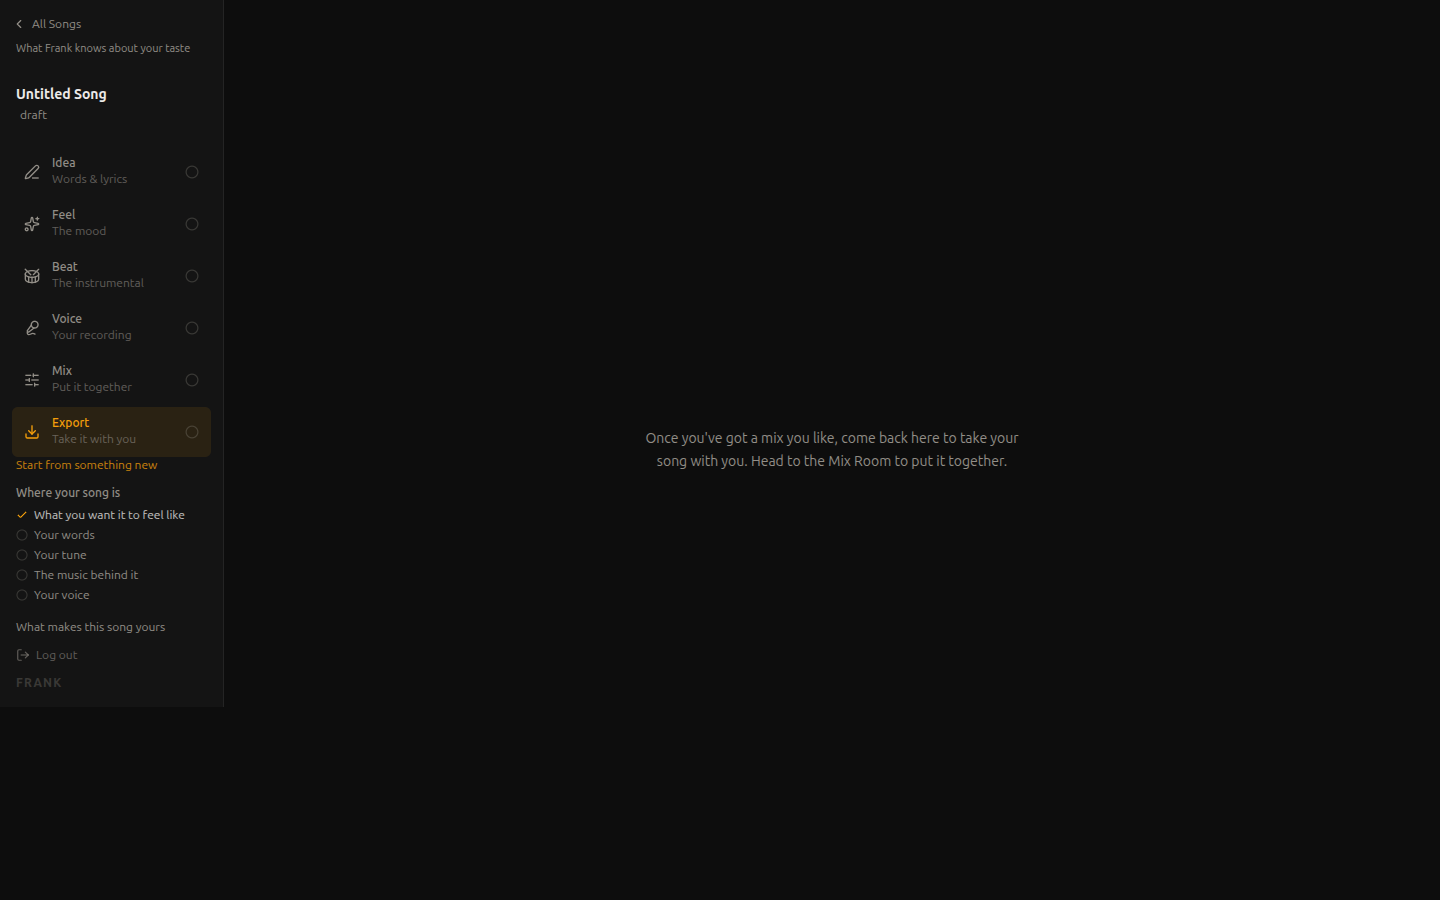 All Songs
What Frank knows about your taste
Untitled Song
draft
Idea
Words & lyrics
Feel
The mood
Beat
The instrumental
Voice
Your recording
Mix
Put it together
Export
Take it with you
Start from something new
Where your song is
What you want it to feel like
Your words
Your tune
The music behind it
Your voice
What makes this song yours
Log out
FRANK
Once you've got a mix you like, come back here to take your
song with you. Head to the Mix Room to put it together.